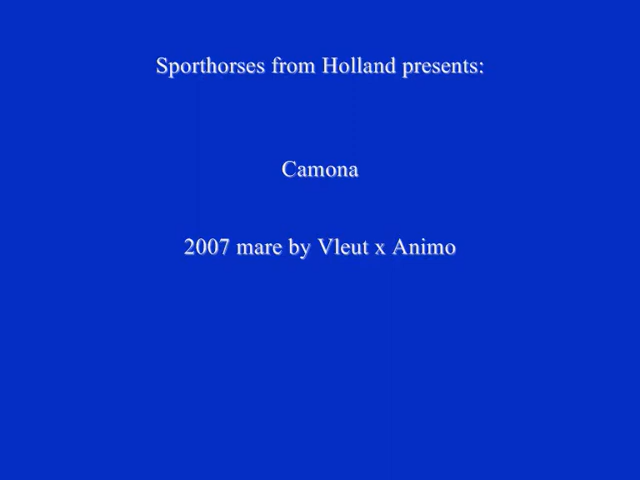 Sporthorses from Holland presents:
Camona
2007 mare by Vleut x Animo